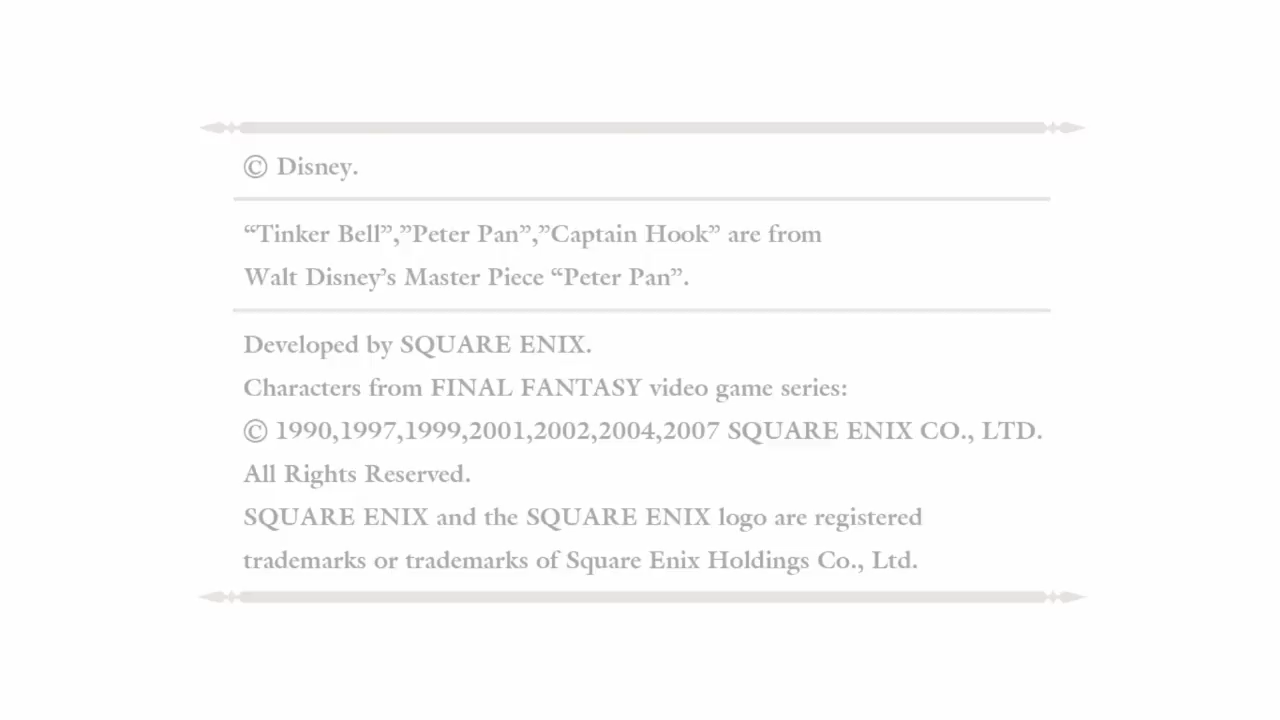 © Disney.
“Tinker Bell”,”Peter Pan”,”Captain Hook” are from
Walt Disney’s Master Piece “Peter Pan”.
Developed by SQUARE ENIX.
Characters from FINAL FANTASY video game series:
© 1990,1997,1999,2001,2002,2004,2007 SQUARE ENIX CO., LTD.
All Rights Reserved.
SQUARE ENIX and the SQUARE ENIX logo are registered
trademarks or trademarks of Square Enix Holdings Co., Ltd.